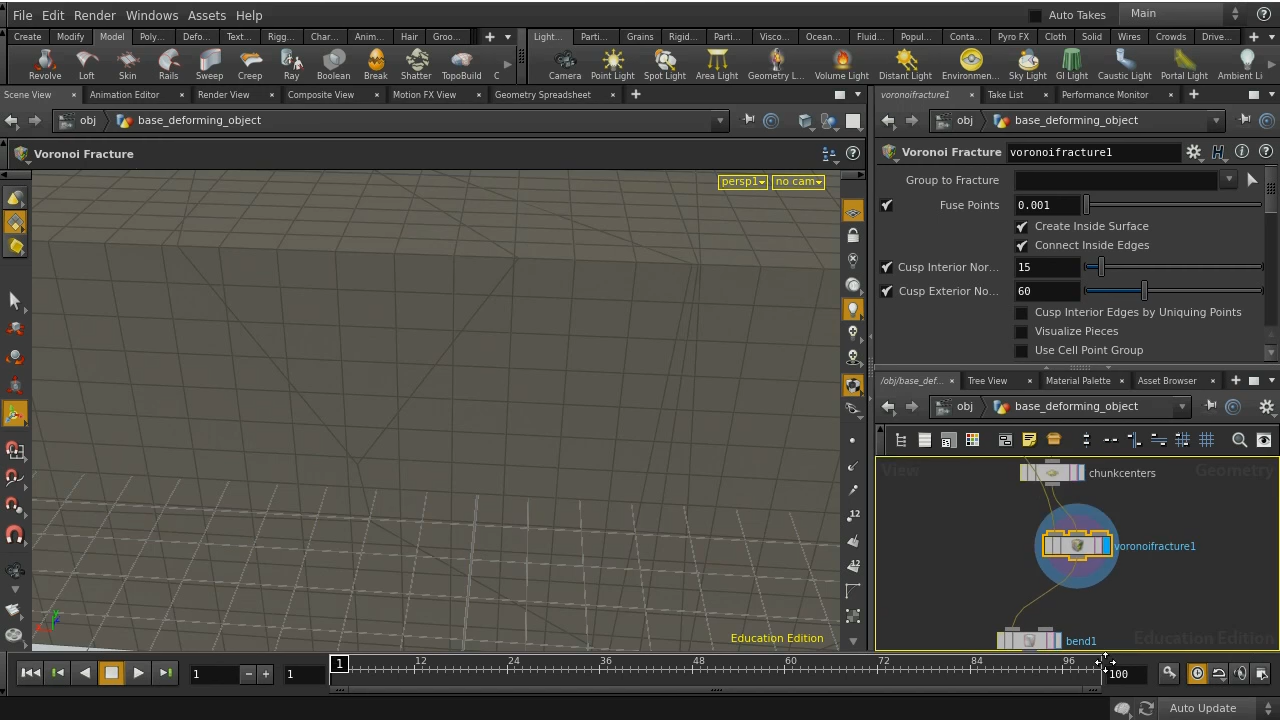 File Edit Render Windows Assets Help Auto Takes Main
Create Modify Model Poly... Defo... Text... Rigg... Char... Anim... Hair Groo... Light... Parti... Grains Rigid... Parti... Visco... Ocean... Fluid... Popul... Conta... Pyro FX Cloth Solid Wires Crowds Drive...
Revolve Loft Skin Rails Sweep Creep Ray Boolean Break Shatter TopoBuild C Camera Point Light Spot Light Area Light Geometry L... Volume Light Distant Light Environmen... Sky Light GI Light Caustic Light Portal Light Ambient Li
Scene View Animation Editor Render View Composite View Motion FX View Geometry Spreadsheet voronoifracture1 Take List Performance Monitor
obj base_deforming_object obj base_deforming_object
Voronoi Fracture Voronoi Fracture voronoifracture1
persp1 no cam
Group to Fracture
Fuse Points 0.001
Create Inside Surface
Connect Inside Edges
Cusp Interior Nor... 15
Cusp Exterior No... 60
Cusp Interior Edges by Uniquing Points
Visualize Pieces
Use Cell Point Group
/obj/base_def... Tree View Material Palette Asset Browser
obj base_deforming_object
View Geometry
chunkcenters
12
voronoifracture1
12
Education Edition
bend1 Education Edition
1 1 1 12 24 36 48 60 72 84 96 100
Auto Update